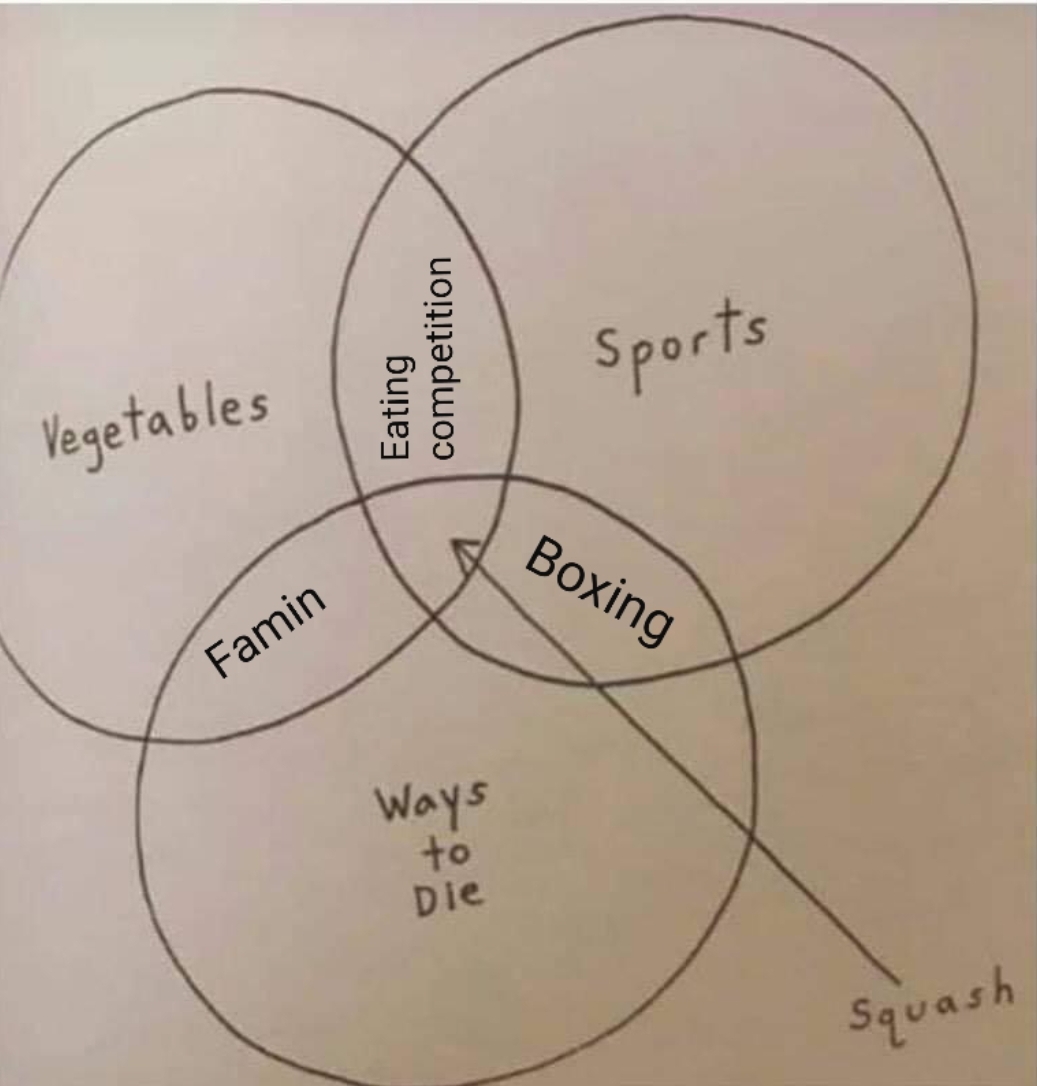 Eating
competition
Sports
Vegetables
Boxing
Famin
Ways
to
Die
Squash